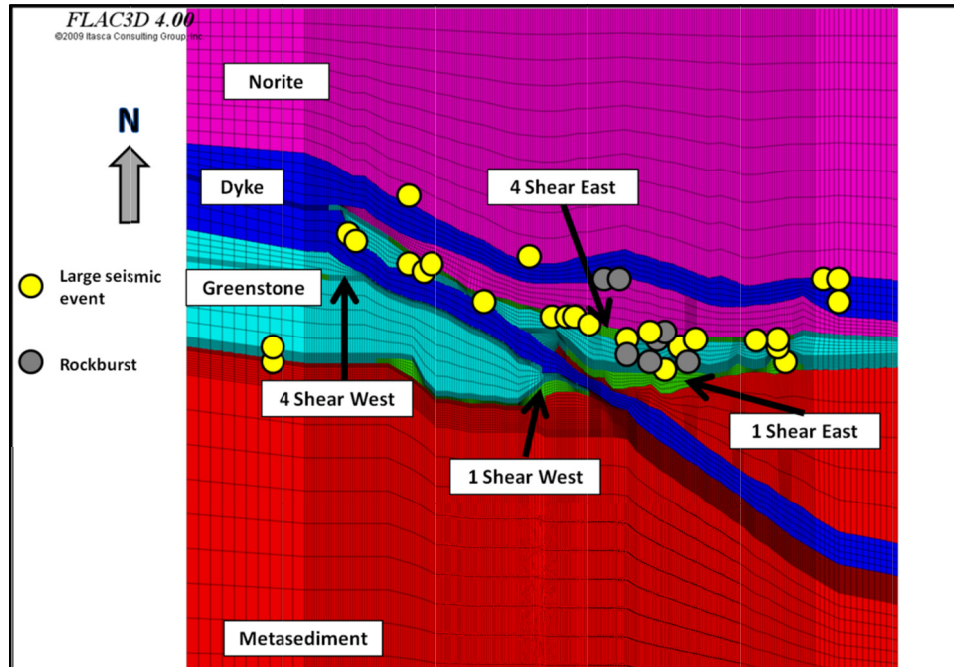 FLAC3D 4.00
©2009 Itasca Consulting Group, Inc.
Norite
N
Dyke
4 Shear East
Large seismic
event
Greenstone
Rockburst
4 Shear West
1 Shear East
1 Shear West
Metasediment